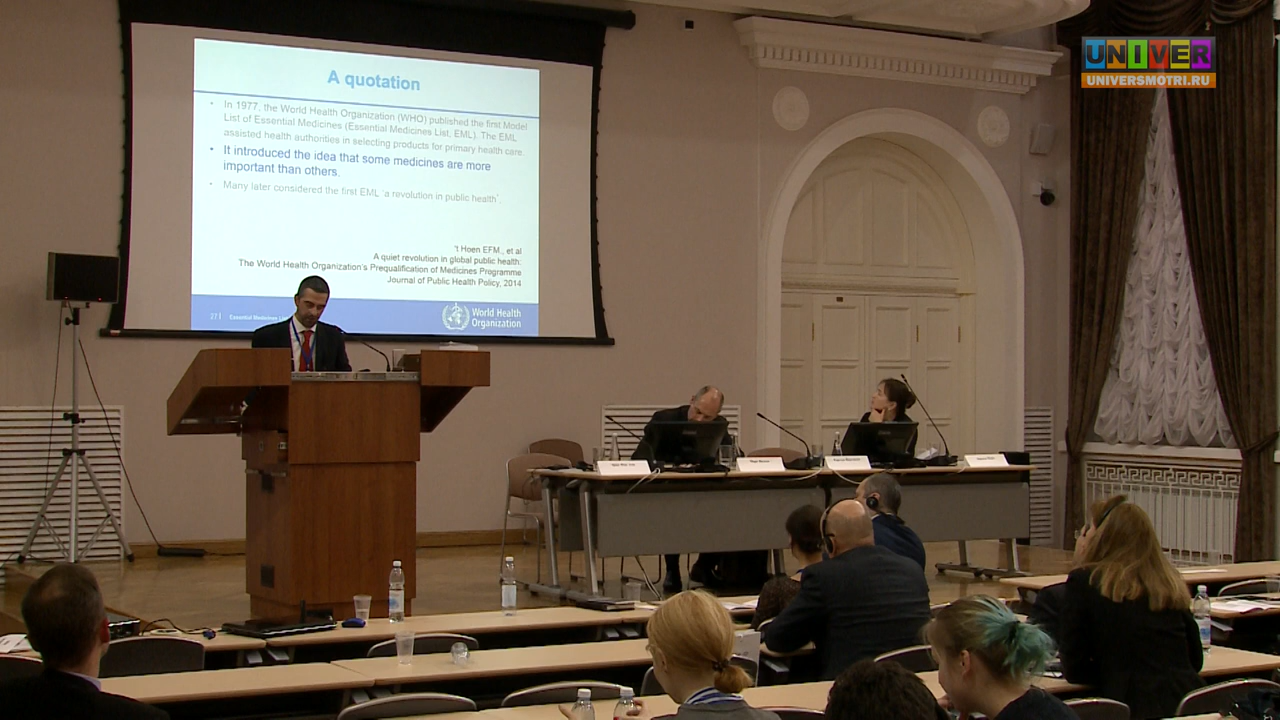 UNIVER
UNIVERSMOTRI.RU
A quotation
• In 1977, the World Health Organization (WHO) published the first Model
List of Essential Medicines (Essential Medicines List, EML). The EML
assisted health authorities in selecting products for primary health care.
• It introduced the idea that some medicines are more
important than others.
• Many later considered the first EML ‘a revolution in public health’.
't Hoen EFM., et al
A quiet revolution in global public health:
The World Health Organization's Prequalification of Medicines Programme
Journal of Public Health Policy, 2014
27 | Essential Medicines
World Health
Organization